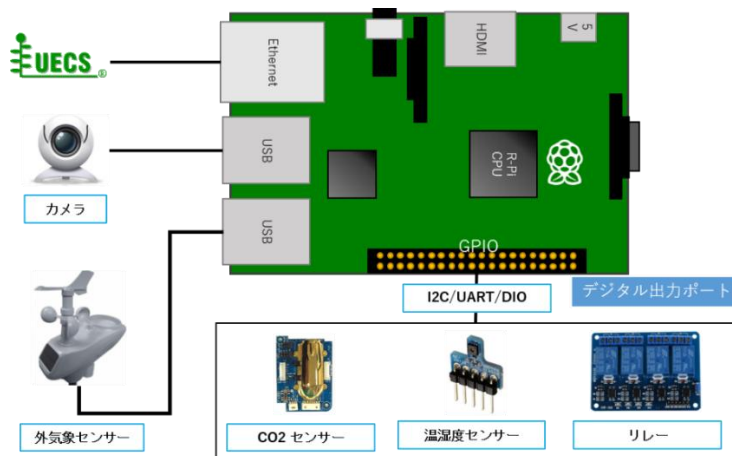 UECS®
Ethernet
HDMI
5V
USB
R-Pi
CPU
カメラ
USB
GPIO
I2C/UART/DIO
デジタル出力ポート
外気象センサー
CO2 センサー
温湿度センサー
リレー